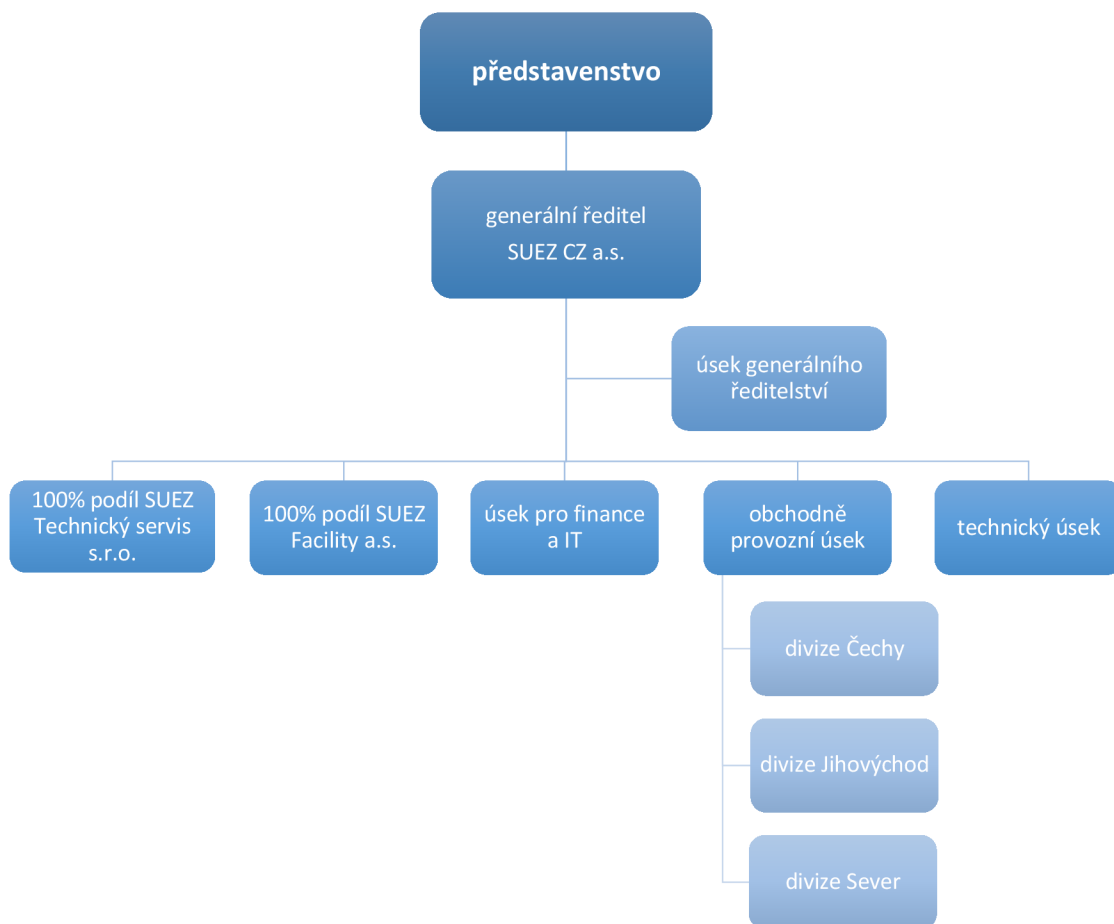 představenstvo
generální ředitel
SUEZ CZ a.s.
úsek generálního
ředitelství
100% podíl SUEZ
Technický servis
s.r.o.
100% podíl SUEZ
Facility a.s.
úsek pro finance
a IT
obchodně
provozní úsek
technický úsek
divize Čechy
divize Jihovýchod
divize Sever